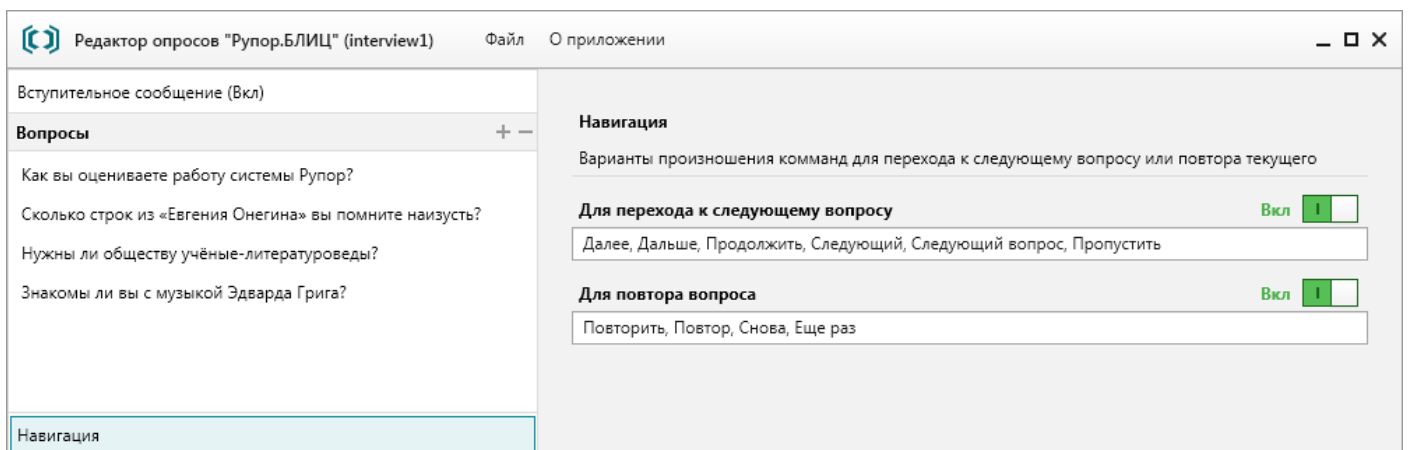 Редактор опросов "Рупор.БЛИЦ" (interview1) Файл О приложении
Вступительное сообщение (Вкл)
Вопросы
Как вы оцениваете работу системы Рупор?
Сколько строк из «Евгения Онегина» вы помните наизусть?
Нужны ли обществу учёные-литературоведы?
Знакомы ли вы с музыкой Эдварда Грига?
Навигация
Навигация
Варианты произношения комманд для перехода к следующему вопросу или повтора текущего
Для перехода к следующему вопросу Вкл
Далее, Дальше, Продолжить, Следующий, Следующий вопрос, Пропустить
Для повтора вопроса Вкл
Повторить, Повтор, Снова, Еще раз